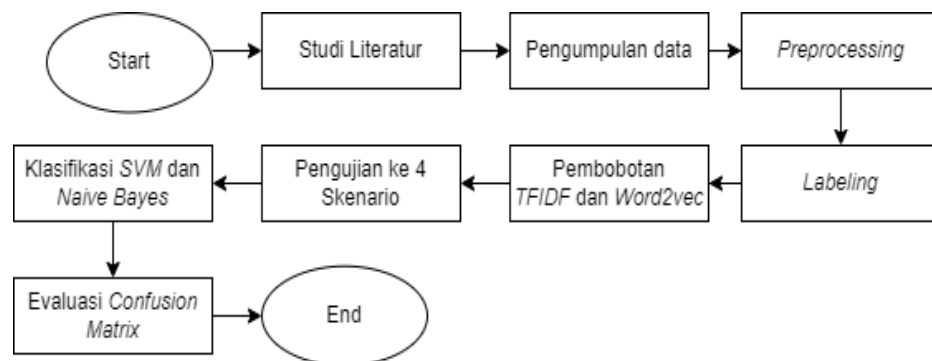 Start
Studi Literatur
Pengumpulan data
Preprocessing
Labeling
Pembobotan
TFIDF dan Word2vec
Pengujian ke 4
Skenario
Klasifikasi SVM dan
Naive Bayes
Evaluasi Confusion
Matrix
End